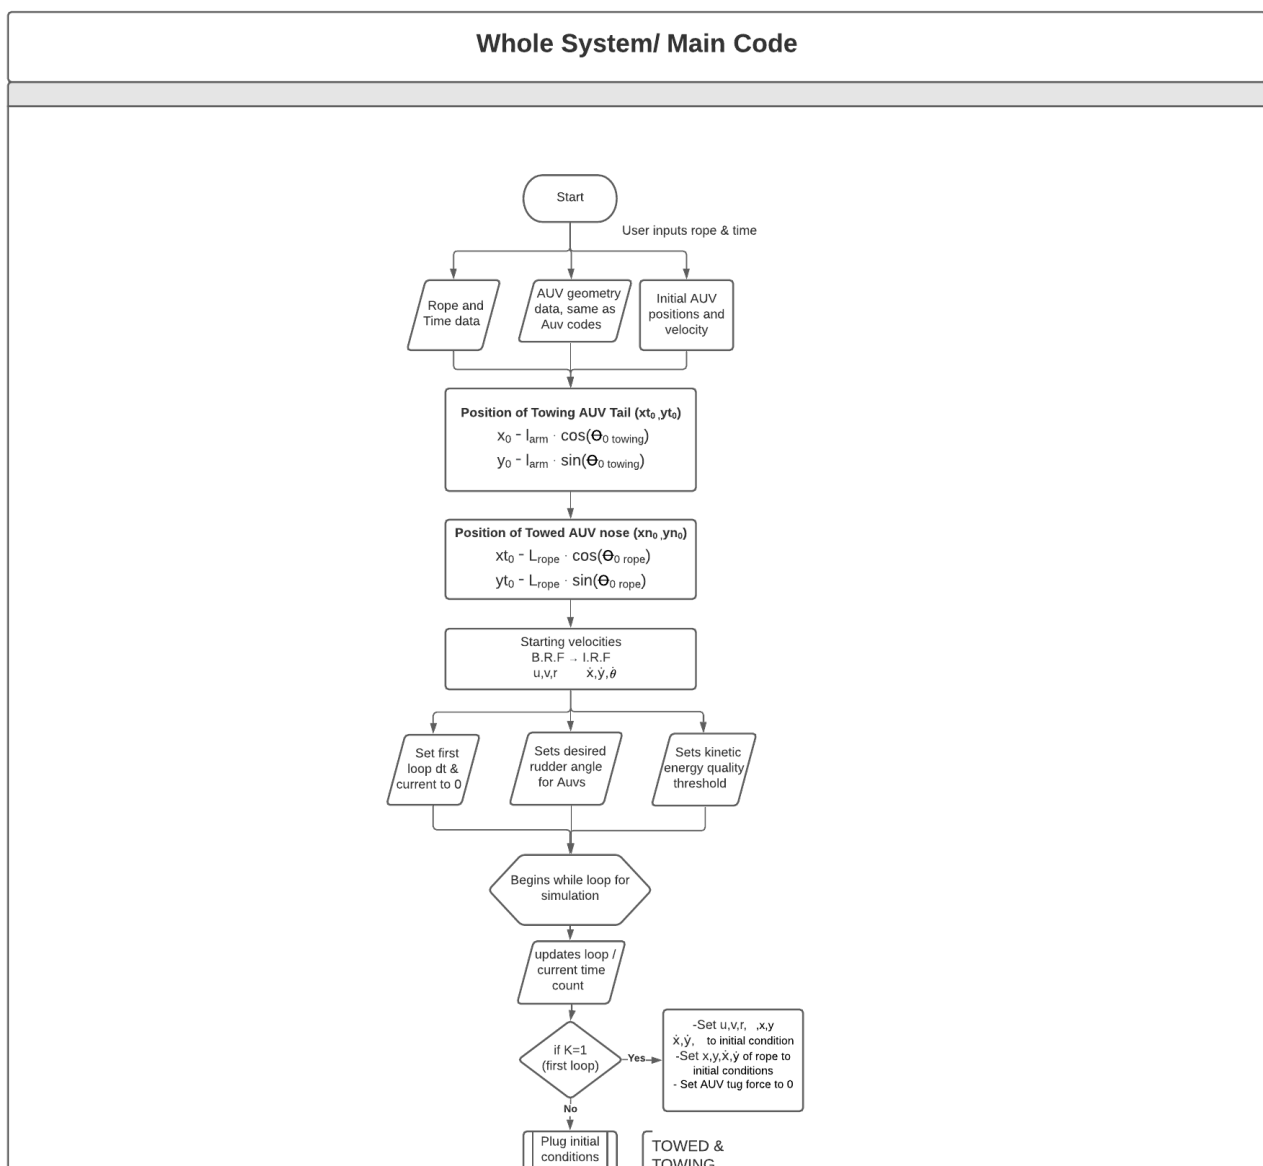 Whole System/ Main Code
Start
User inputs rope & time
Rope and
Time data
AUV geometry
data, same as
Auv codes
Initial AUV
positions and
velocity
Position of Towing AUV Tail (xt₀ ,yt₀)
x₀ - l_arm · cos(Ɵ₀ towing)
y₀ - l_arm · sin(Ɵ₀ towing)
Position of Towed AUV nose (xn₀ ,yn₀)
xt₀ - L_rope · cos(Ɵ₀ rope)
yt₀ - L_rope · sin(Ɵ₀ rope)
Starting velocities
B.R.F → I.R.F
u,v,r ẋ,ẏ,θ̇
Set first
loop dt &
current to 0
Sets desired
rudder angle
for Auvs
Sets kinetic
energy quality
threshold
Begins while loop for
simulation
updates loop /
current time
count
if K=1
(first loop)
Yes
-Set u,v,r, ,x,y
ẋ,ẏ, to initial condition
-Set x,y,ẋ,ẏ of rope to
initial conditions
- Set AUV tug force to 0
No
Plug initial
conditions
TOWED &
TOWING